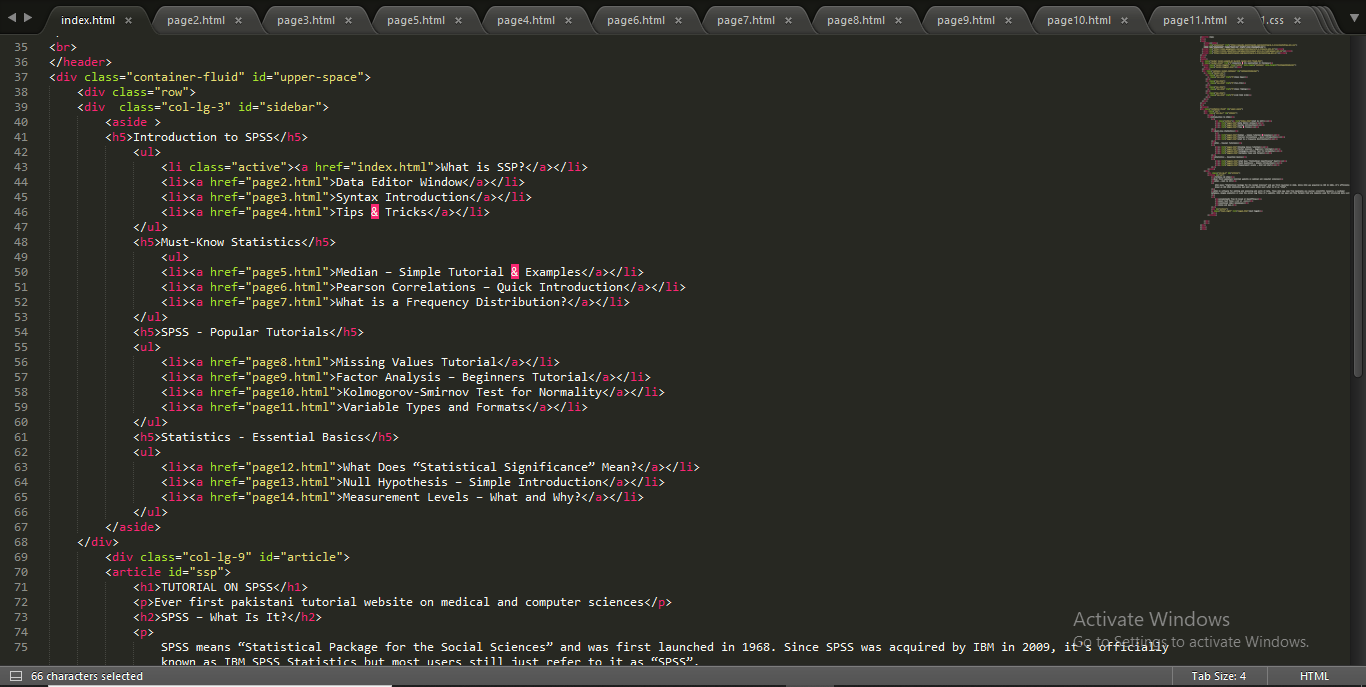 index.html × page2.html × page3.html × page5.html × page4.html × page6.html × page7.html × page8.html × page9.html × page10.html × page11.html × 1.css ×
35 <br>
36 </header>
37 <div class="container-fluid" id="upper-space">
38 <div class="row">
39 <div  class="col-lg-3" id="sidebar">
40 <aside >
41 <h5>Introduction to SPSS</h5>
42 <ul>
43 <li class="active"><a href="index.html">What is SSP?</a></li>
44 <li><a href="page2.html">Data Editor Window</a></li>
45 <li><a href="page3.html">Syntax Introduction</a></li>
46 <li><a href="page4.html">Tips & Tricks</a></li>
47 </ul>
48 <h5>Must-Know Statistics</h5>
49 <ul>
50 <li><a href="page5.html">Median – Simple Tutorial & Examples</a></li>
51 <li><a href="page6.html">Pearson Correlations – Quick Introduction</a></li>
52 <li><a href="page7.html">What is a Frequency Distribution?</a></li>
53 </ul>
54 <h5>SPSS - Popular Tutorials</h5>
55 <ul>
56 <li><a href="page8.html">Missing Values Tutorial</a></li>
57 <li><a href="page9.html">Factor Analysis – Beginners Tutorial</a></li>
58 <li><a href="page10.html">Kolmogorov-Smirnov Test for Normality</a></li>
59 <li><a href="page11.html">Variable Types and Formats</a></li>
60 </ul>
61 <h5>Statistics - Essential Basics</h5>
62 <ul>
63 <li><a href="page12.html">What Does “Statistical Significance” Mean?</a></li>
64 <li><a href="page13.html">Null Hypothesis – Simple Introduction</a></li>
65 <li><a href="page14.html">Measurement Levels – What and Why?</a></li>
66 </ul>
67 </aside>
68 </div>
69 <div class="col-lg-9" id="article">
70 <article id="ssp">
71 <h1>TUTORIAL ON SPSS</h1>
72 <p>Ever first pakistani tutorial website on medical and computer sciences</p>
73 <h2>SPSS – What Is It?</h2>
74 <p>
75 SPSS means “Statistical Package for the Social Sciences” and was first launched in 1968. Since SPSS was acquired by IBM in 2009, it's officially
known as IBM SPSS Statistics but most users still just refer to it as “SPSS”.
Activate Windows
Go to Settings to activate Windows.
66 characters selected Tab Size: 4 HTML